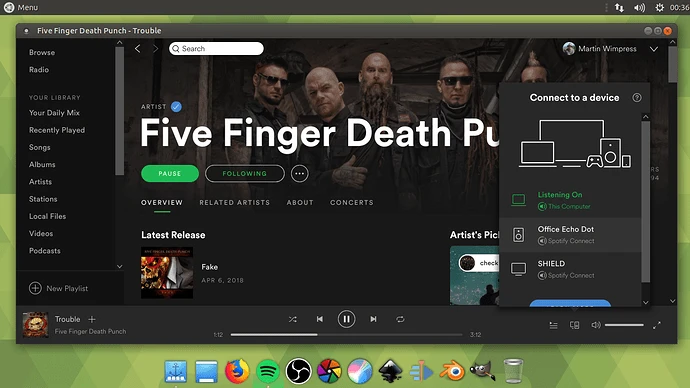 Menu
00:36
Five Finger Death Punch - Trouble
Browse
Radio
YOUR LIBRARY
Your Daily Mix
Recently Played
Songs
Albums
Artists
Stations
Local Files
Videos
Podcasts
New Playlist
Search
Martin Wimpress
ARTIST
Five Finger Death Pu
PAUSE
FOLLOWING
OVERVIEW
RELATED ARTISTS
ABOUT
CONCERTS
Latest Release
Fake
APR 6, 2018
Artist's Pick
check
Connect to a device
Listening On
This Computer
Office Echo Dot
Spotify Connect
SHIELD
Spotify Connect
Trouble
Five Finger Death Punch
1:12
3:12